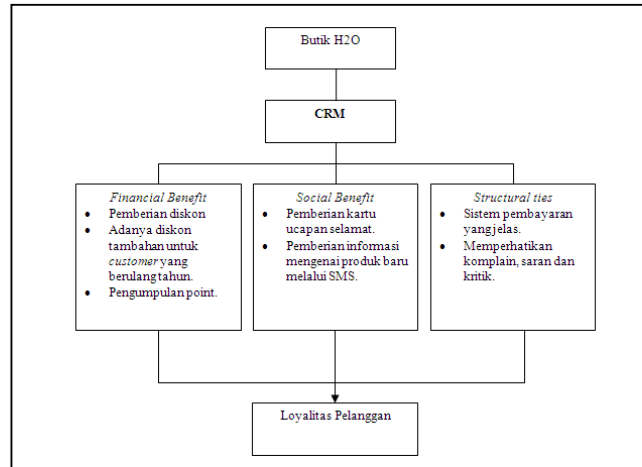 Butik H2O
CRM
Financial Benefit
• Pemberian diskon
• Adanya diskon
tambahan untuk
customer yang
berulang tahun.
• Pengumpulan point.
Social Benefit
• Pemberian kartu
ucapan selamat.
• Pemberian informasi
mengenai produk baru
melalui SMS.
Structural ties
• Sistem pembayaran
yang jelas.
• Memperhatikan
komplain, saran dan
kritik.
Loyalitas Pelanggan